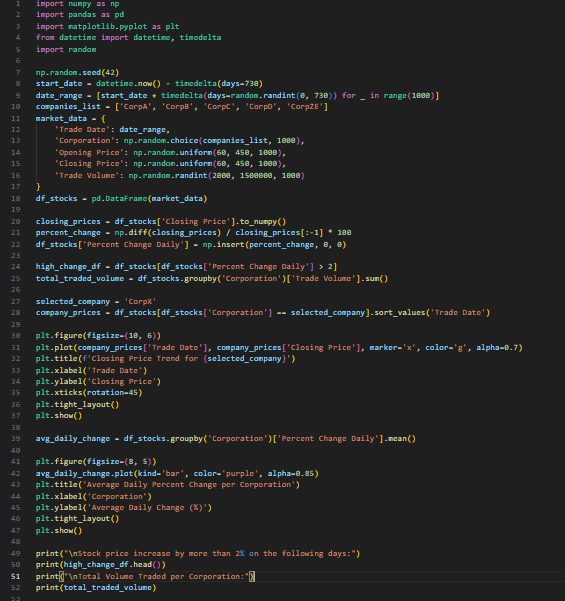 1 import numpy as np
2 import pandas as pd
3 import matplotlib.pyplot as plt
4 from datetime import datetime, timedelta
5 import random
6
7 np.random.seed(42)
8 start_date = datetime.now() - timedelta(days=730)
9 date_range = [start_date + timedelta(days=random.randint(0, 730)) for _ in range(1000)]
10 companies_list = ['CorpA', 'CorpB', 'CorpC', 'CorpD', 'CorpZE']
11 market_data = {
12     'Trade Date': date_range,
13     'Corporation': np.random.choice(companies_list, 1000),
14     'Opening Price': np.random.uniform(60, 450, 1000),
15     'Closing Price': np.random.uniform(60, 450, 1000),
16     'Trade Volume': np.random.randint(2000, 1500000, 1000)
17 }
18 df_stocks = pd.DataFrame(market_data)
19
20 closing_prices = df_stocks['Closing Price'].to_numpy()
21 percent_change = np.diff(closing_prices) / closing_prices[:-1] * 100
22 df_stocks['Percent Change Daily'] = np.insert(percent_change, 0, 0)
23
24 high_change_df = df_stocks[df_stocks['Percent Change Daily'] > 2]
25 total_traded_volume = df_stocks.groupby('Corporation')['Trade Volume'].sum()
26
27 selected_company = 'CorpX'
28 company_prices = df_stocks[df_stocks['Corporation'] == selected_company].sort_values('Trade Date')
29
30 plt.figure(figsize=(10, 6))
31 plt.plot(company_prices['Trade Date'], company_prices['Closing Price'], marker='x', color='g', alpha=0.7)
32 plt.title(f'Closing Price Trend for {selected_company}')
33 plt.xlabel('Trade Date')
34 plt.ylabel('Closing Price')
35 plt.xticks(rotation=45)
36 plt.tight_layout()
37 plt.show()
38
39 avg_daily_change = df_stocks.groupby('Corporation')['Percent Change Daily'].mean()
40
41 plt.figure(figsize=(8, 5))
42 avg_daily_change.plot(kind='bar', color='purple', alpha=0.85)
43 plt.title('Average Daily Percent Change per Corporation')
44 plt.xlabel('Corporation')
45 plt.ylabel('Average Daily Change (%)')
46 plt.tight_layout()
47 plt.show()
48
49 print("\nStock price increase by more than 2% on the following days:")
50 print(high_change_df.head())
51 print("\nTotal Volume Traded per Corporation:")
52 print(total_traded_volume)
53